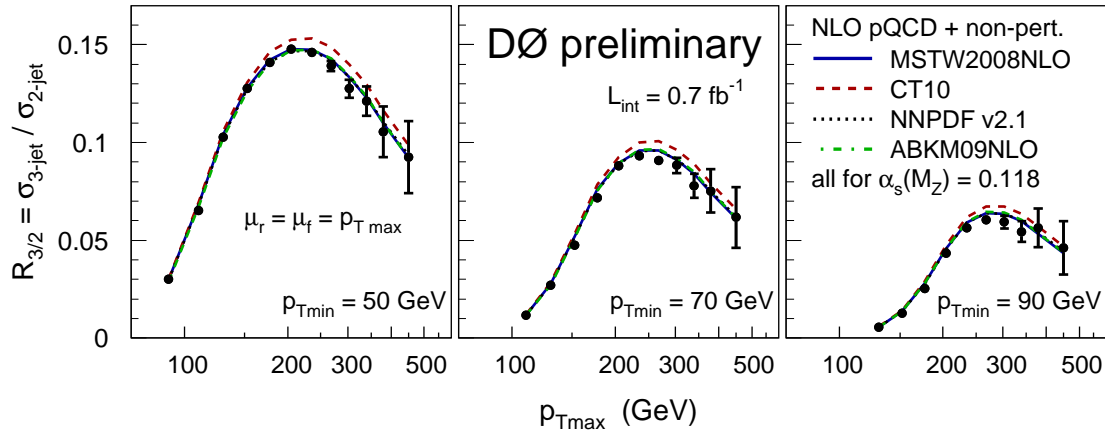 R3/2 = σ3-jet / σ2-jet
0.15
0.1
0.05
0
μr = μf = pT max
pTmin = 50 GeV
100
200
300
500
DØ preliminary
Lint = 0.7 fb-1
pTmin = 70 GeV
100
200
300
500
NLO pQCD + non-pert.
MSTW2008NLO
CT10
NNPDF v2.1
ABKM09NLO
all for αs(MZ) = 0.118
pTmin = 90 GeV
100
200
300
500
pTmax (GeV)